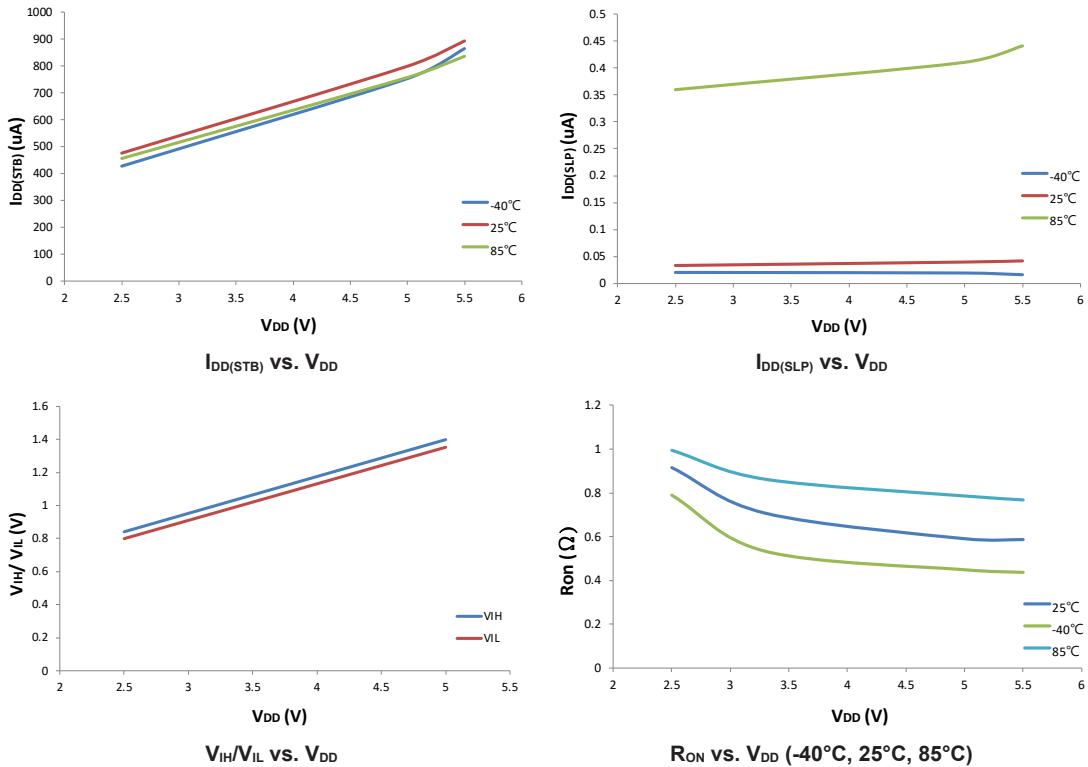 1000
900
800
700
600
500
400
300
200
100
0
IDD(STB) (uA)
-40℃
25℃
85℃
2 2.5 3 3.5 4 4.5 5 5.5 6
VDD (V)
IDD(STB) vs. VDD
0.5
0.45
0.4
0.35
0.3
0.25
0.2
0.15
0.1
0.05
0
IDD(SLP) (uA)
-40℃
25℃
85℃
2 2.5 3 3.5 4 4.5 5 5.5 6
VDD (V)
IDD(SLP) vs. VDD
1.6
1.4
1.2
1
0.8
0.6
0.4
0.2
0
VIH/ VIL (V)
VIH
VIL
2 2.5 3 3.5 4 4.5 5 5.5
VDD (V)
VIH/VIL vs. VDD
1.2
1
0.8
0.6
0.4
0.2
0
Ron (Ω)
25℃
-40℃
85℃
2 2.5 3 3.5 4 4.5 5 5.5 6
VDD (V)
RON vs. VDD (-40°C, 25°C, 85°C)